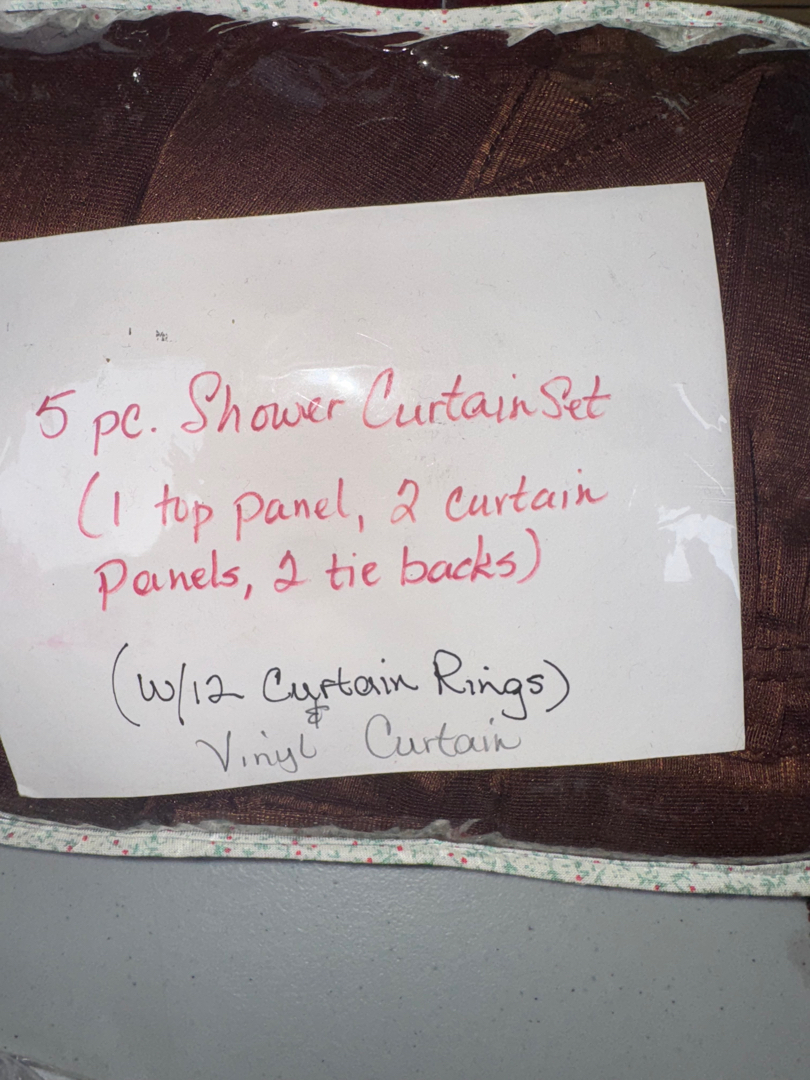 5 pc. Shower Curtain Set
(1 top panel, 2 curtain
panels, 2 tie backs)
(w/12 Curtain Rings)
&
Vinyl Curtain